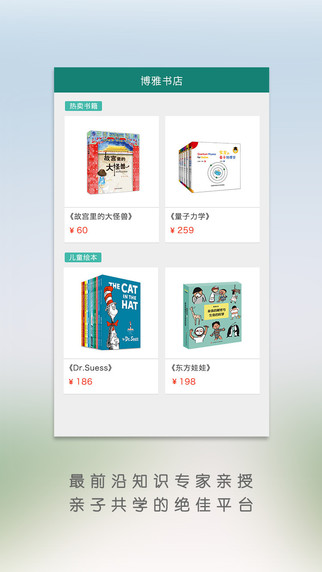 博雅书店
热卖书籍
故宫里的
大怪兽
《故宫里的大怪兽》
《量子力学》
¥ 60
¥ 259
儿童绘本
THE CAT
IN THE
HAT
Dr. Seuss
《Dr.Suess》
《东方娃娃》
¥ 186
¥ 198
最前沿知识专家亲授
亲子共学的绝佳平台